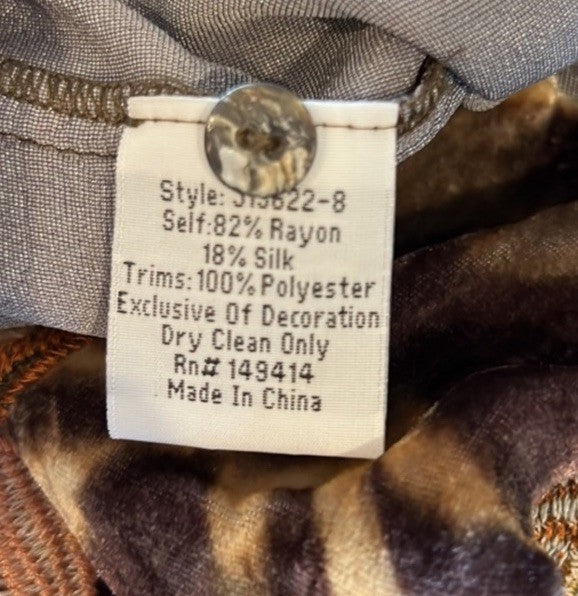 Style:
Self:82% Rayon
18% Silk
Trims:100% Polyester
Exclusive Of Decoration
Dry Clean Only
Rn# 149414
Made In China